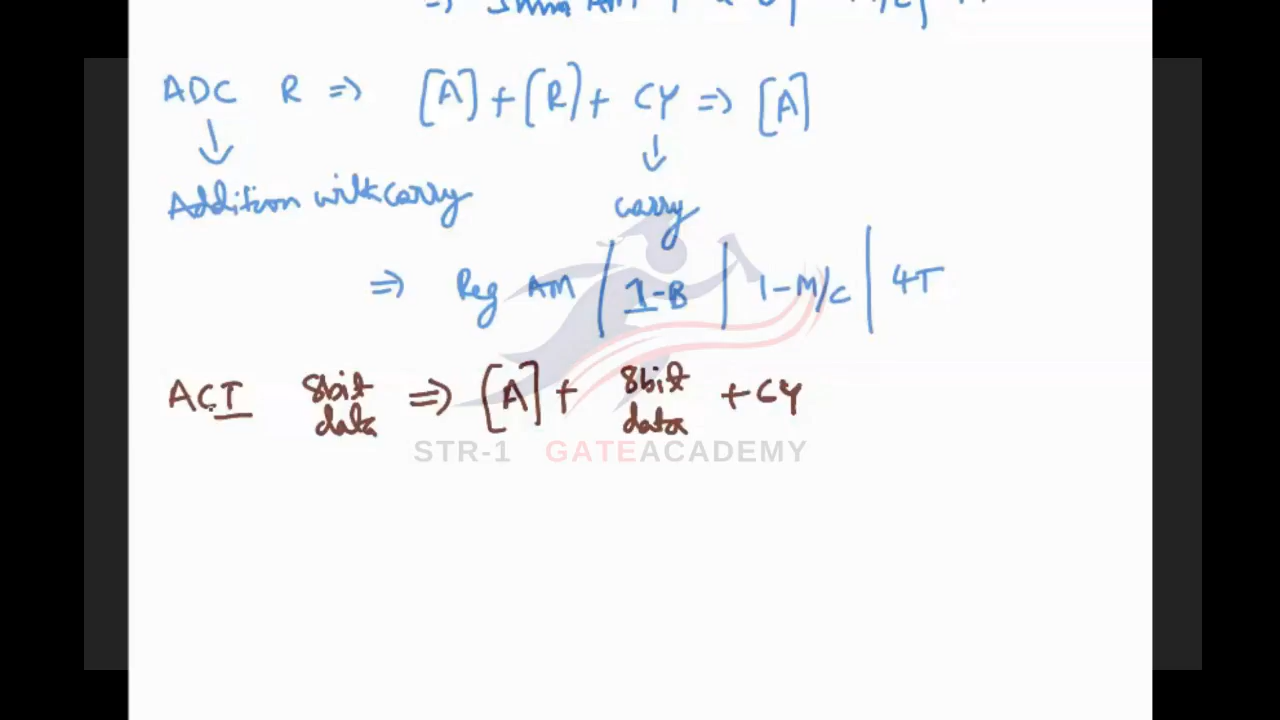 ADC R => [A] + [R] + CY => [A]
↓ ↓
Addition with carry carry
=> Reg AM | 1-B | 1-M/c | 4T
ACI 8bit data => [A] + 8bit data + CY
STR-1 GATEACADEMY